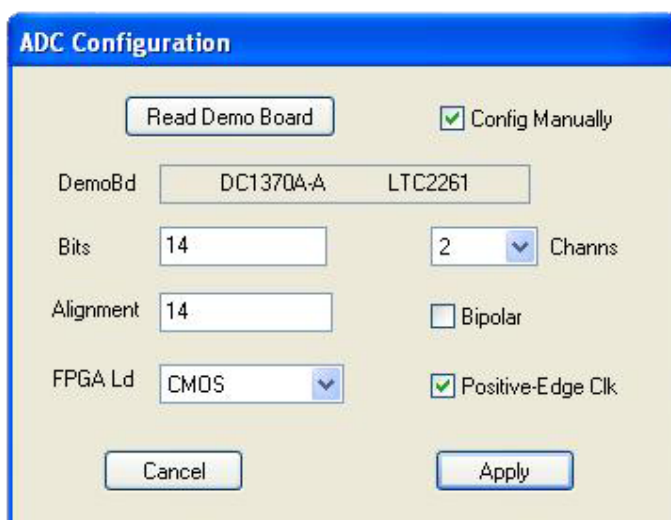 ADC Configuration
Read Demo Board Config Manually
DemoBd DC1370A-A LTC2261
Bits 14 2 Channs
Alignment 14 Bipolar
FPGA Ld CMOS Positive-Edge Clk
Cancel Apply